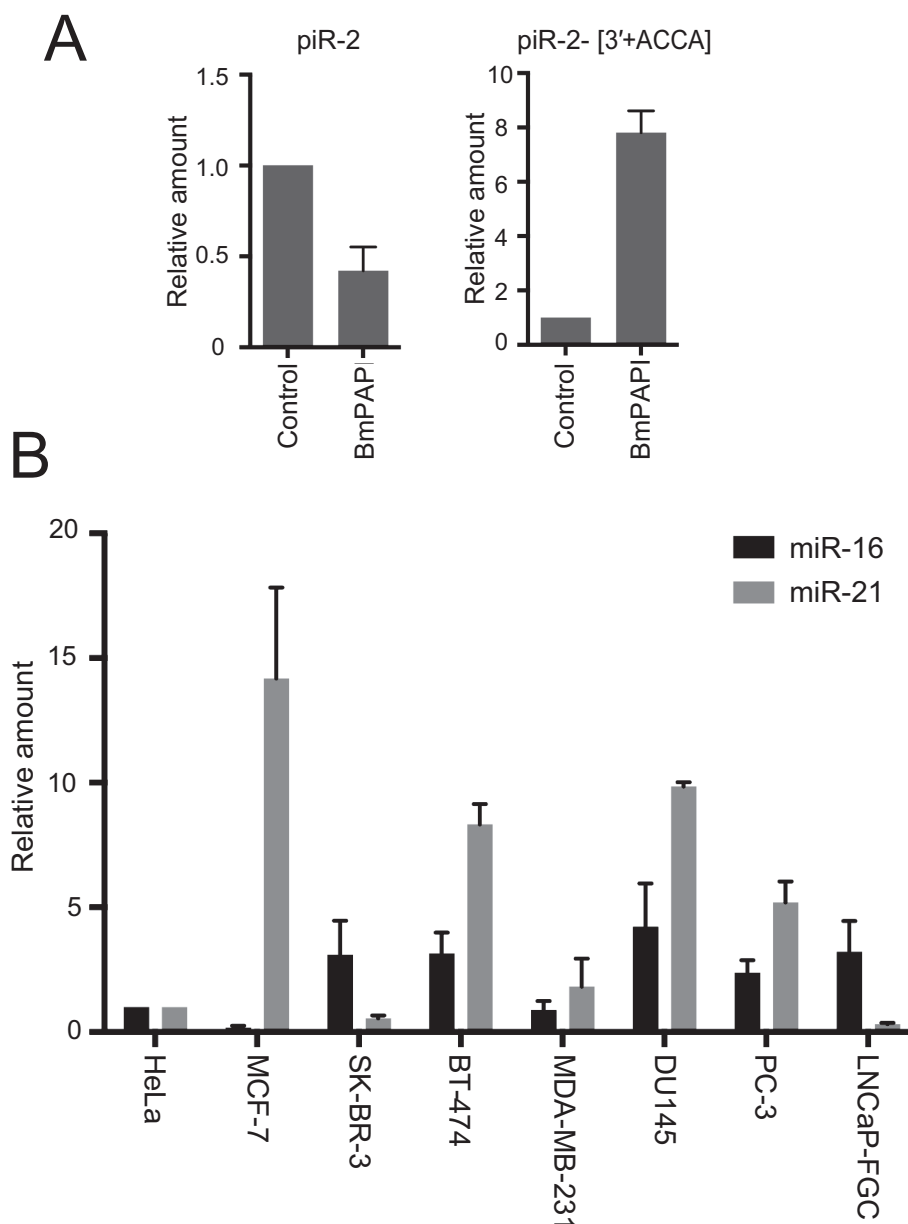 A
piR-2
piR-2- [3′+ACCA]
Relative amount
1.5
1.0
0.5
0
Control
BmPAPI
Relative amount
10
8
6
4
2
0
Control
BmPAPI
B
miR-16
miR-21
Relative amount
20
15
10
5
0
HeLa
MCF-7
SK-BR-3
BT-474
MDA-MB-231
DU145
PC-3
LNCaP-FGC